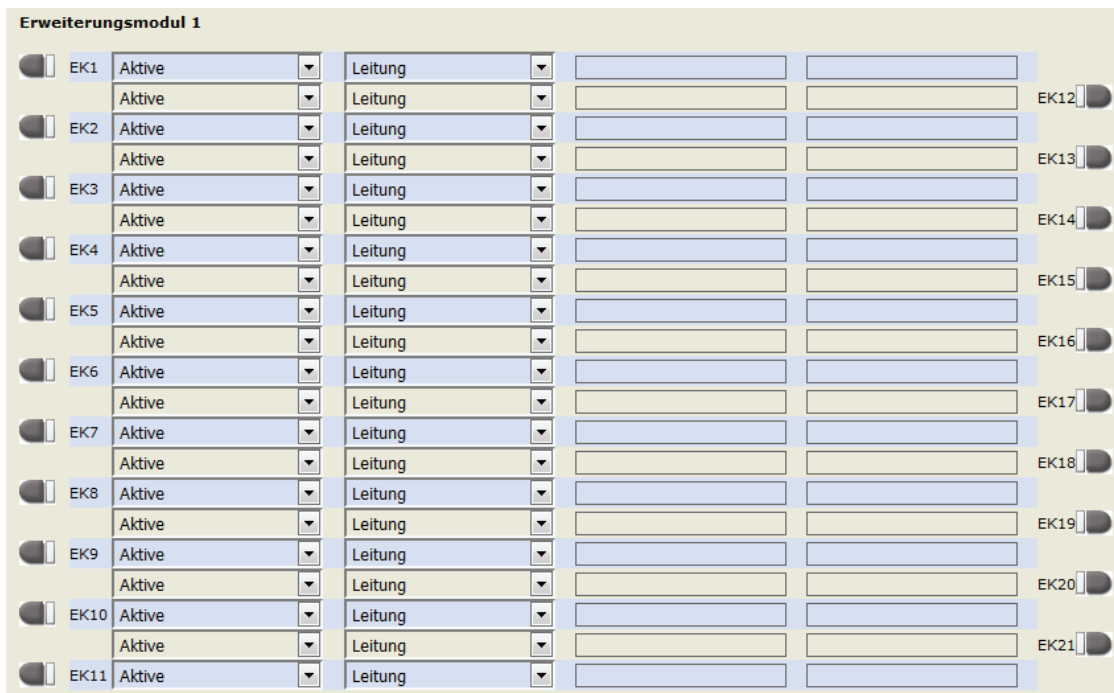 Erweiterungsmodul 1
EK1 Aktive Leitung
Aktive Leitung EK12
EK2 Aktive Leitung
Aktive Leitung EK13
EK3 Aktive Leitung
Aktive Leitung EK14
EK4 Aktive Leitung
Aktive Leitung EK15
EK5 Aktive Leitung
Aktive Leitung EK16
EK6 Aktive Leitung
Aktive Leitung EK17
EK7 Aktive Leitung
Aktive Leitung EK18
EK8 Aktive Leitung
Aktive Leitung EK19
EK9 Aktive Leitung
Aktive Leitung EK20
EK10 Aktive Leitung
Aktive Leitung EK21
EK11 Aktive Leitung